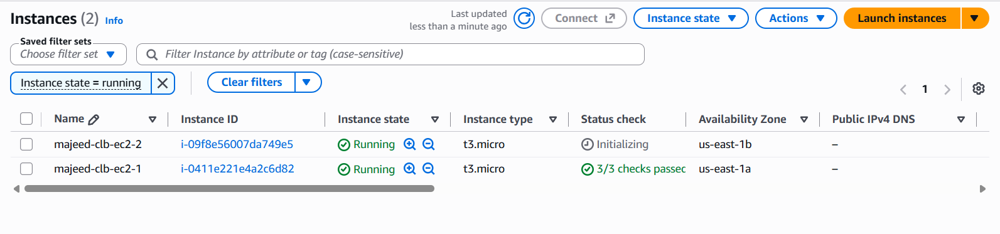 Instances (2) Info
Last updated
less than a minute ago
Connect
Instance state
Actions
Launch instances
Saved filter sets
Choose filter set
Filter Instance by attribute or tag (case-sensitive)
Instance state = running
Clear filters
1
Name Instance ID Instance state Instance type Status check Availability Zone Public IPv4 DNS
majeed-clb-ec2-2 i-09f8e56007da749e5 Running t3.micro Initializing us-east-1b –
majeed-clb-ec2-1 i-0411e221e4a2c6d82 Running t3.micro 3/3 checks passed us-east-1a –